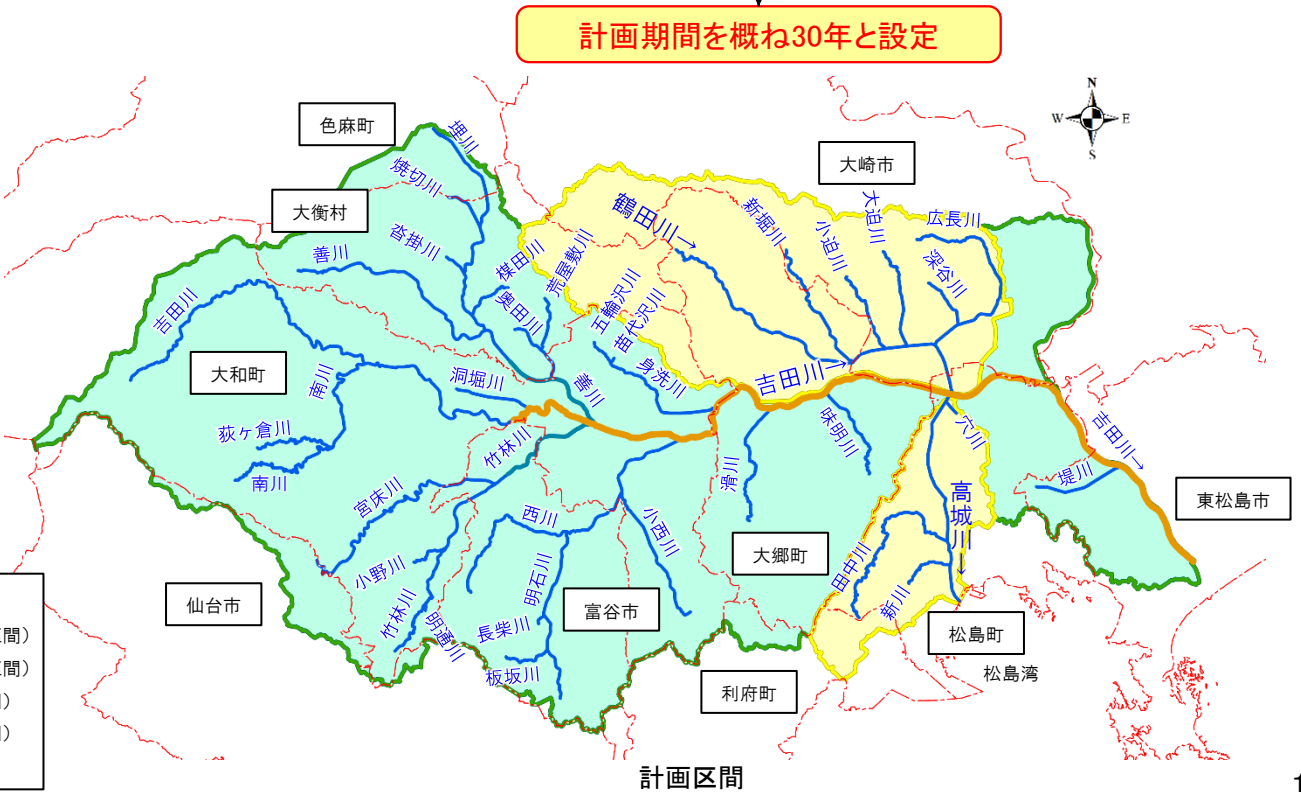 計画期間を概ね30年と設定
N
W
E
S
色麻町
大崎市
大衡村
埋川
焼切川
沓掛川
善川
楳田川
荒屋敷川
奥田川
五輪沢川
苗代沢川
鶴田川→
新堀川
小迫川
大迫川
広長川
深谷川
吉田川
大和町
南川
洞堀川
善川
身洗川
吉田川→
味明川
穴川
吉田川→
荻ヶ倉川
南川
竹林川
滑川
高城川→
堤川
東松島市
宮床川
西川
小西川
大郷町
田中川
小野川
明石川
新川
仙台市
竹林川
明通川
長柴川
富谷市
松島町
板坂川
利府町
松島湾
間）
間）
）
）
計画区間
1